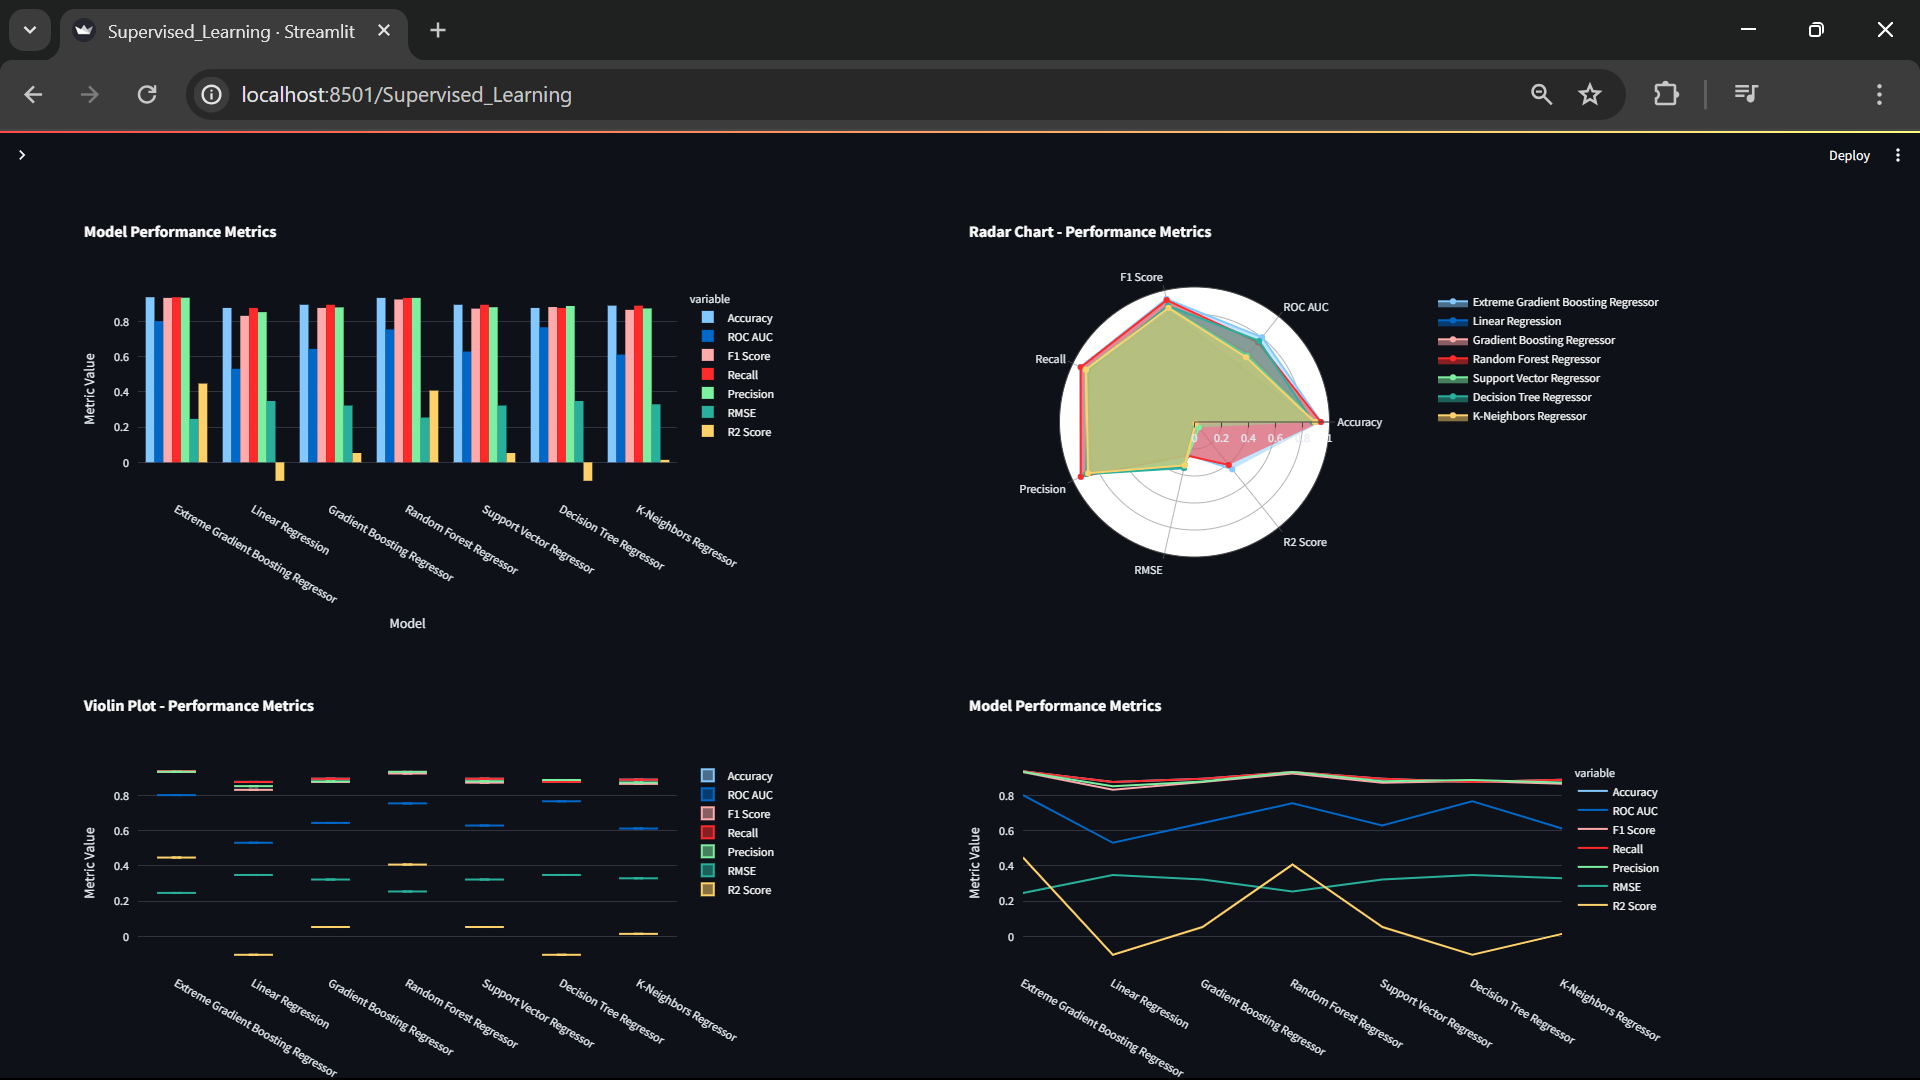 Supervised_Learning · Streamlit
localhost:8501/Supervised_Learning
Deploy
Model Performance Metrics
Metric Value
0.8
0.6
0.4
0.2
0
Extreme Gradient Boosting Regressor
Linear Regression
Gradient Boosting Regressor
Random Forest Regressor
Support Vector Regressor
Decision Tree Regressor
K-Neighbors Regressor
Model
variable
Accuracy
ROC AUC
F1 Score
Recall
Precision
RMSE
R2 Score
Radar Chart - Performance Metrics
F1 Score
ROC AUC
Recall
Accuracy
0 0.2 0.4 0.6 0.8 1
Precision
R2 Score
RMSE
Extreme Gradient Boosting Regressor
Linear Regression
Gradient Boosting Regressor
Random Forest Regressor
Support Vector Regressor
Decision Tree Regressor
K-Neighbors Regressor
Violin Plot - Performance Metrics
Metric Value
0.8
0.6
0.4
0.2
0
Extreme Gradient Boosting Regressor
Linear Regression
Gradient Boosting Regressor
Random Forest Regressor
Support Vector Regressor
Decision Tree Regressor
K-Neighbors Regressor
Accuracy
ROC AUC
F1 Score
Recall
Precision
RMSE
R2 Score
Model Performance Metrics
Metric Value
0.8
0.6
0.4
0.2
0
Extreme Gradient Boosting Regressor
Linear Regression
Gradient Boosting Regressor
Random Forest Regressor
Support Vector Regressor
Decision Tree Regressor
K-Neighbors Regressor
variable
Accuracy
ROC AUC
F1 Score
Recall
Precision
RMSE
R2 Score